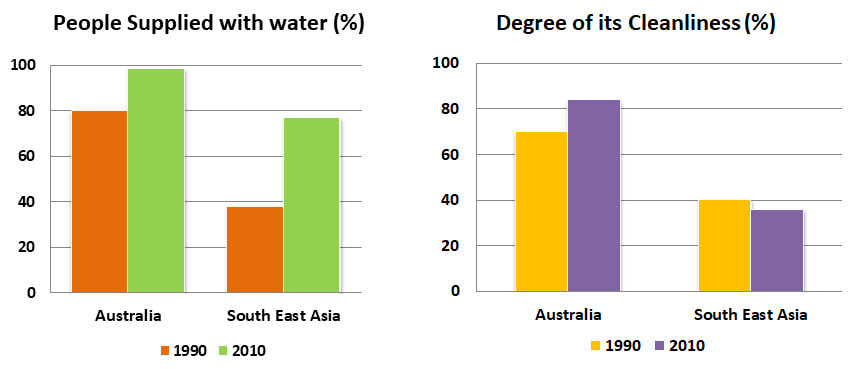 People Supplied with water (%)
100
80
60
40
20
0
Australia
South East Asia
1990
2010
Degree of its Cleanliness (%)
100
80
60
40
20
0
Australia
South East Asia
1990
2010